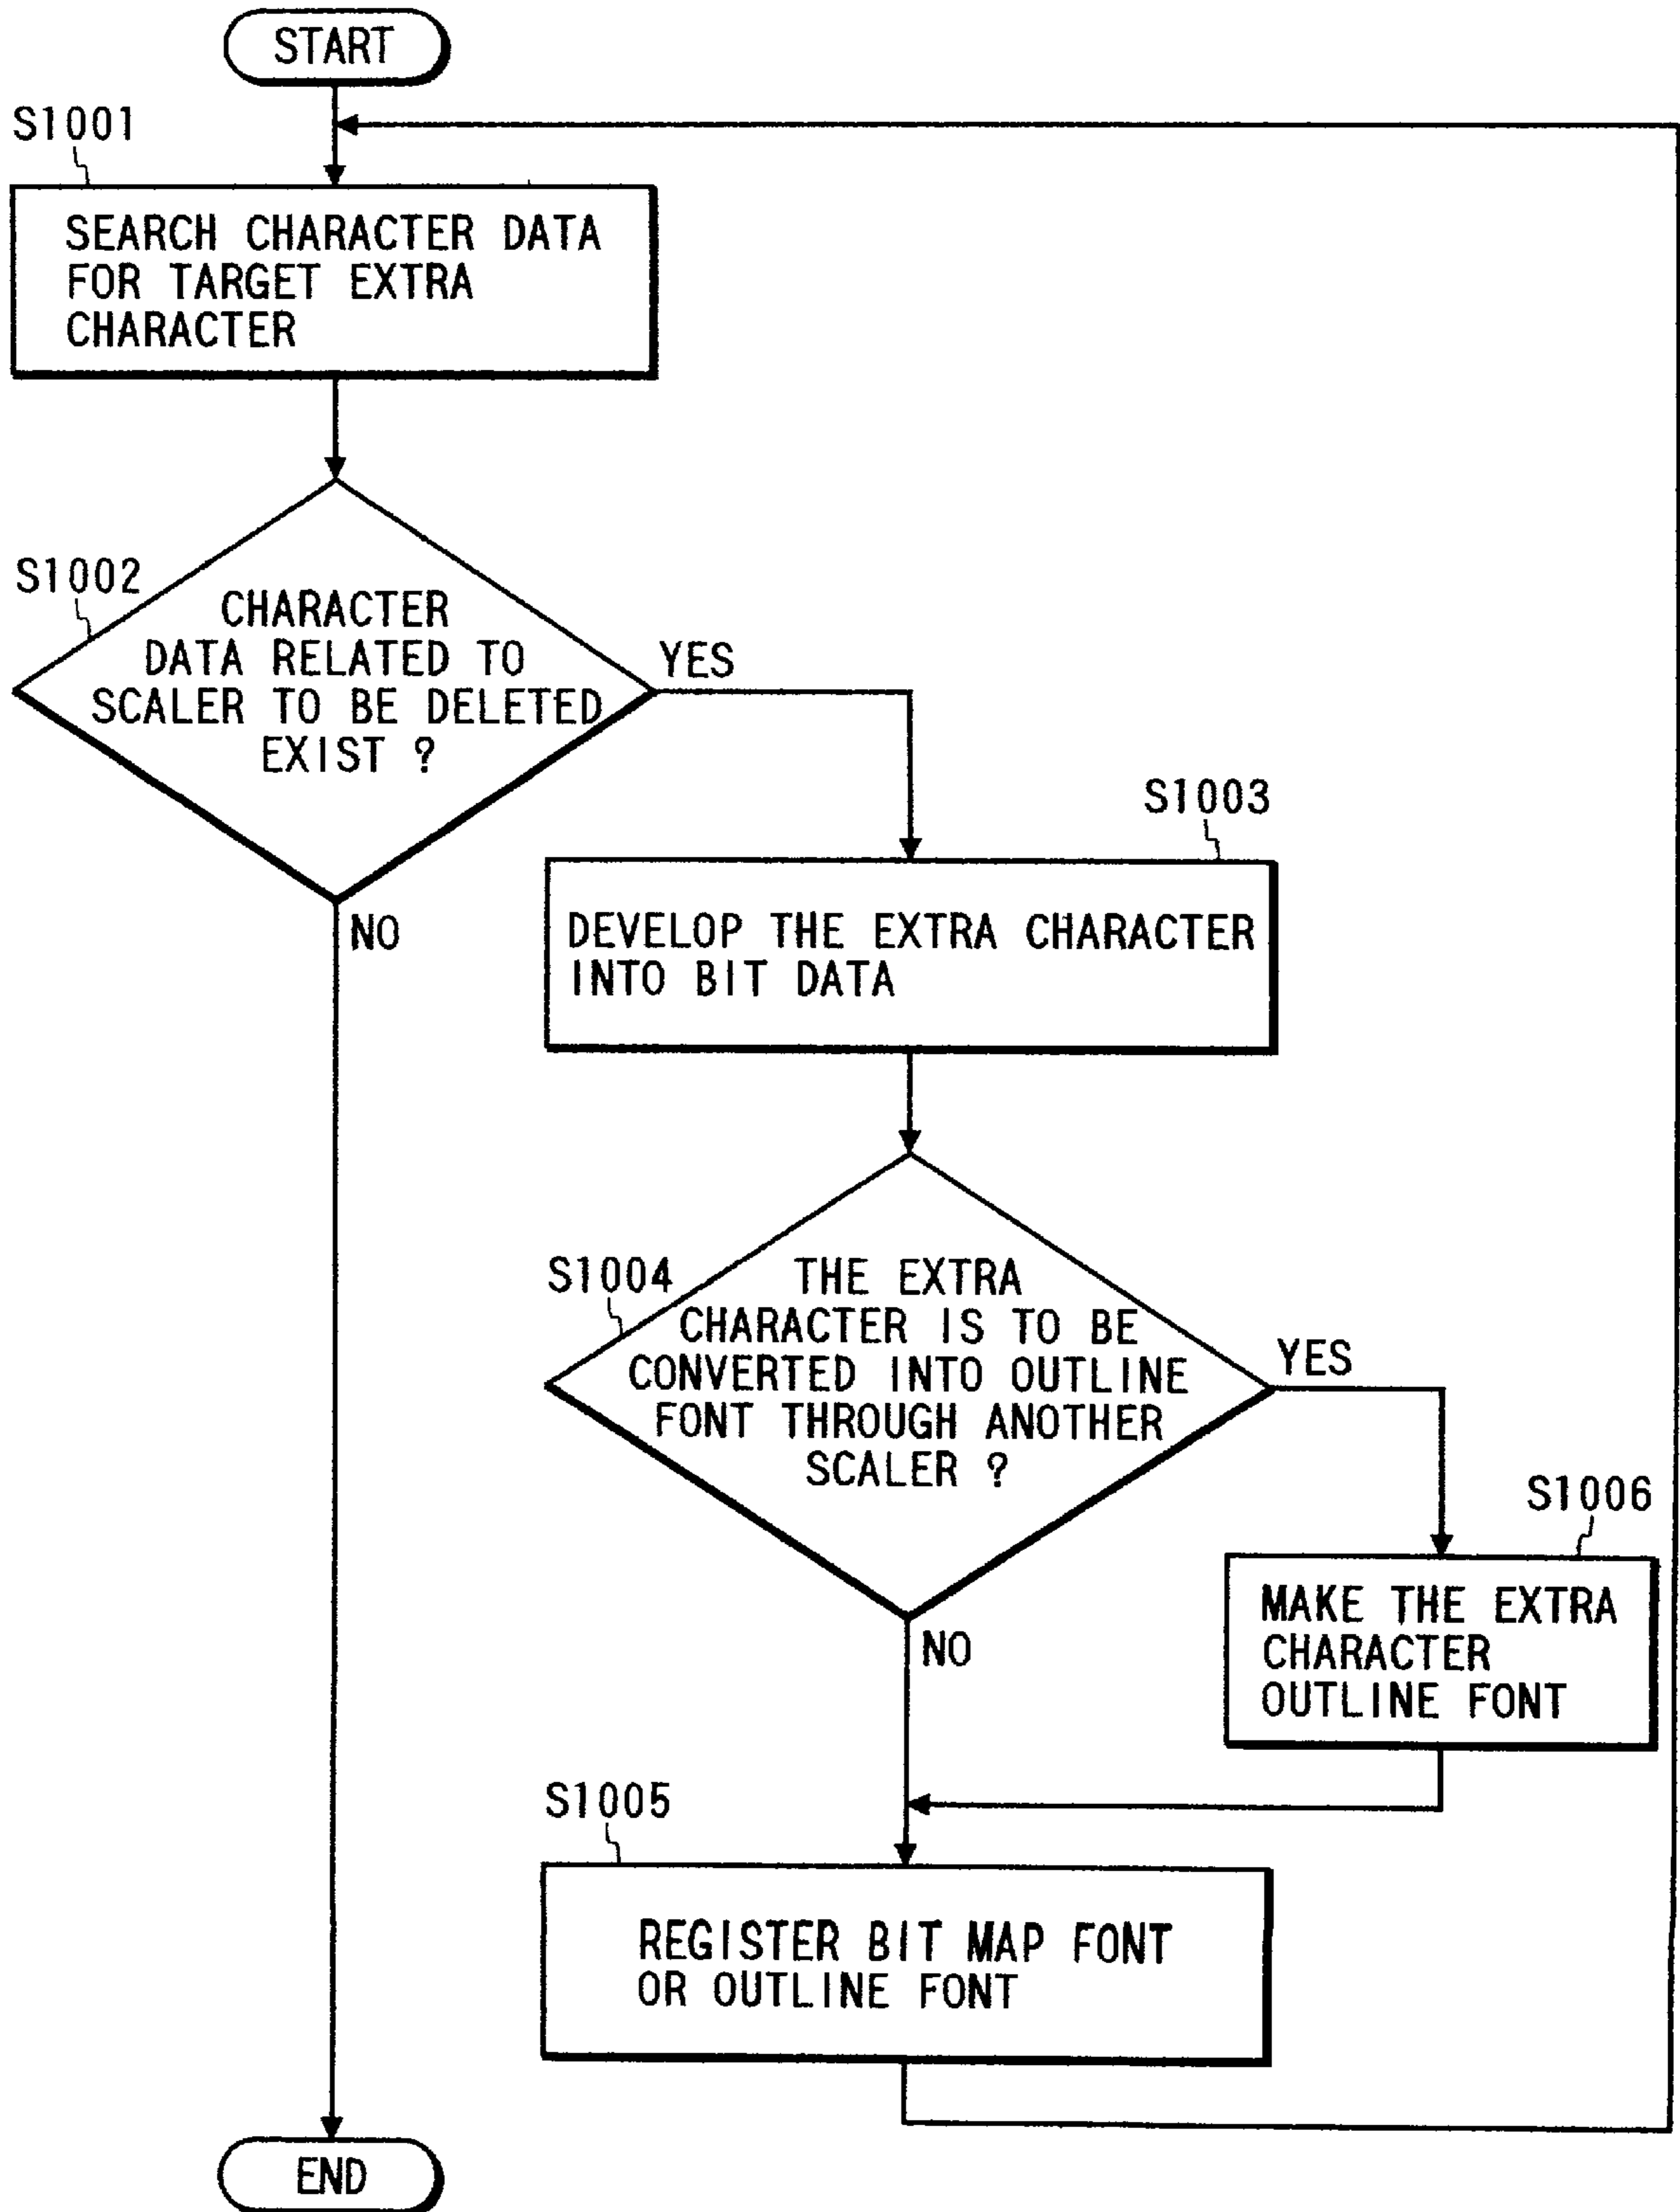 START
S1001
SEARCH CHARACTER DATA
FOR TARGET EXTRA
CHARACTER
S1002
CHARACTER
DATA RELATED TO
SCALER TO BE DELETED
EXIST ?
YES
NO
S1003
DEVELOP THE EXTRA CHARACTER
INTO BIT DATA
S1004
THE EXTRA
CHARACTER IS TO BE
CONVERTED INTO OUTLINE
FONT THROUGH ANOTHER
SCALER ?
YES
NO
S1006
MAKE THE EXTRA
CHARACTER
OUTLINE FONT
S1005
REGISTER BIT MAP FONT
OR OUTLINE FONT
END